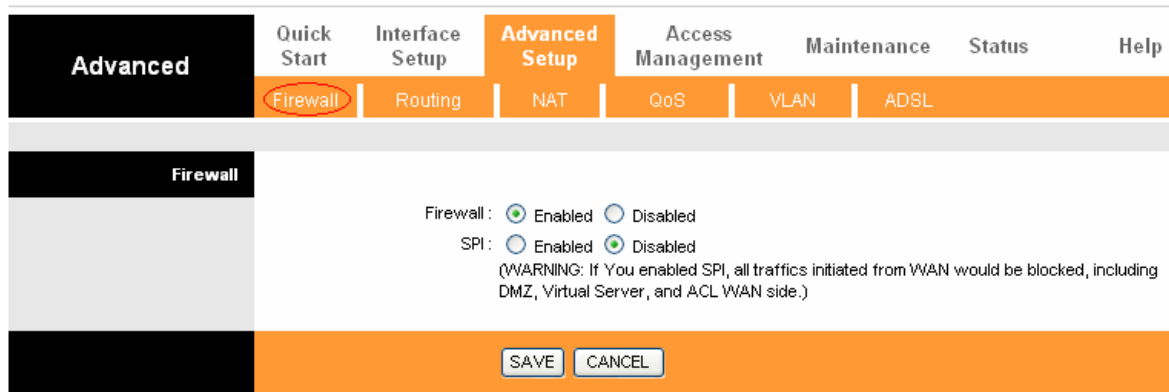 Advanced
Quick Start
Interface Setup
Advanced Setup
Access Management
Maintenance
Status
Help
Firewall
Routing
NAT
QoS
VLAN
ADSL
Firewall
Firewall : Enabled Disabled
SPI : Enabled Disabled
(WARNING: If You enabled SPI, all traffics initiated from WAN would be blocked, including
DMZ, Virtual Server, and ACL WAN side.)
SAVE CANCEL